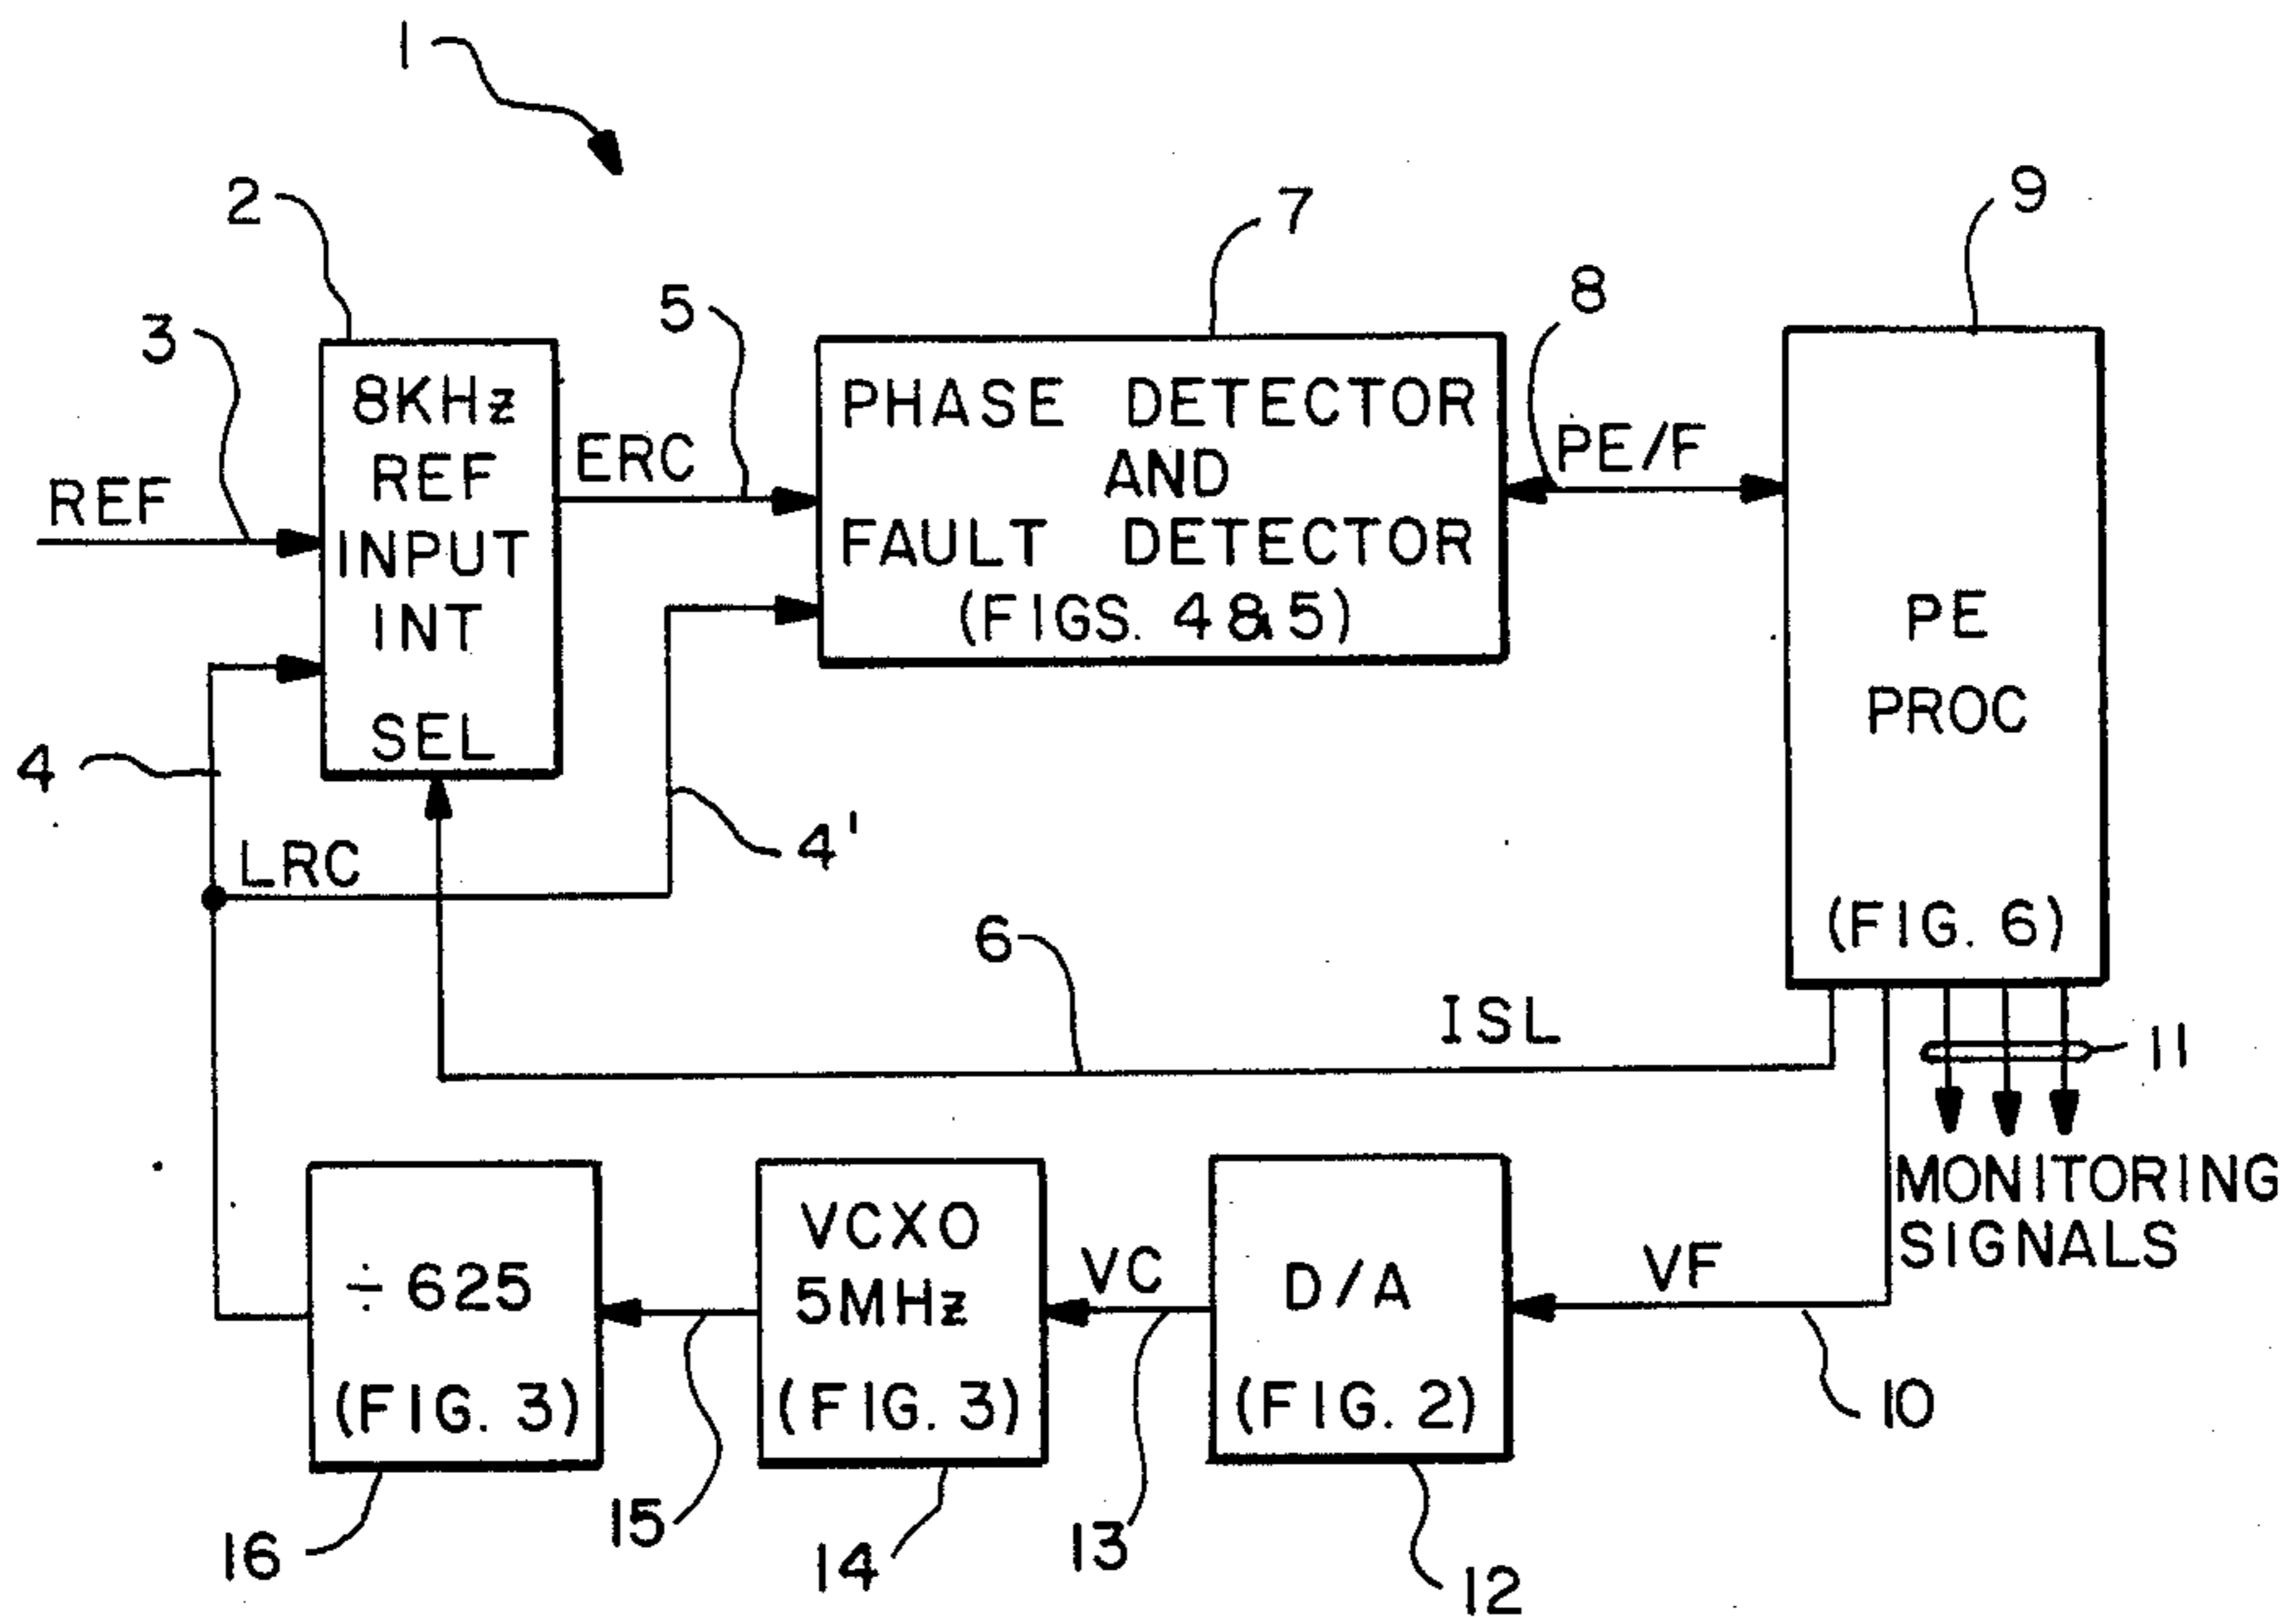 1
2
3
5
7
8
9
REF
8KHz
REF
INPUT
INT
SEL
ERC
PHASE DETECTOR
AND
FAULT DETECTOR
(FIGS. 4&5)
PE/F
PE
PROC
(FIG. 6)
4
4'
LRC
6
ISL
11
MONITORING
SIGNALS
÷625
(FIG. 3)
VCXO
5MHz
(FIG. 3)
VC
D/A
(FIG. 2)
VF
10
16
15
14
13
12